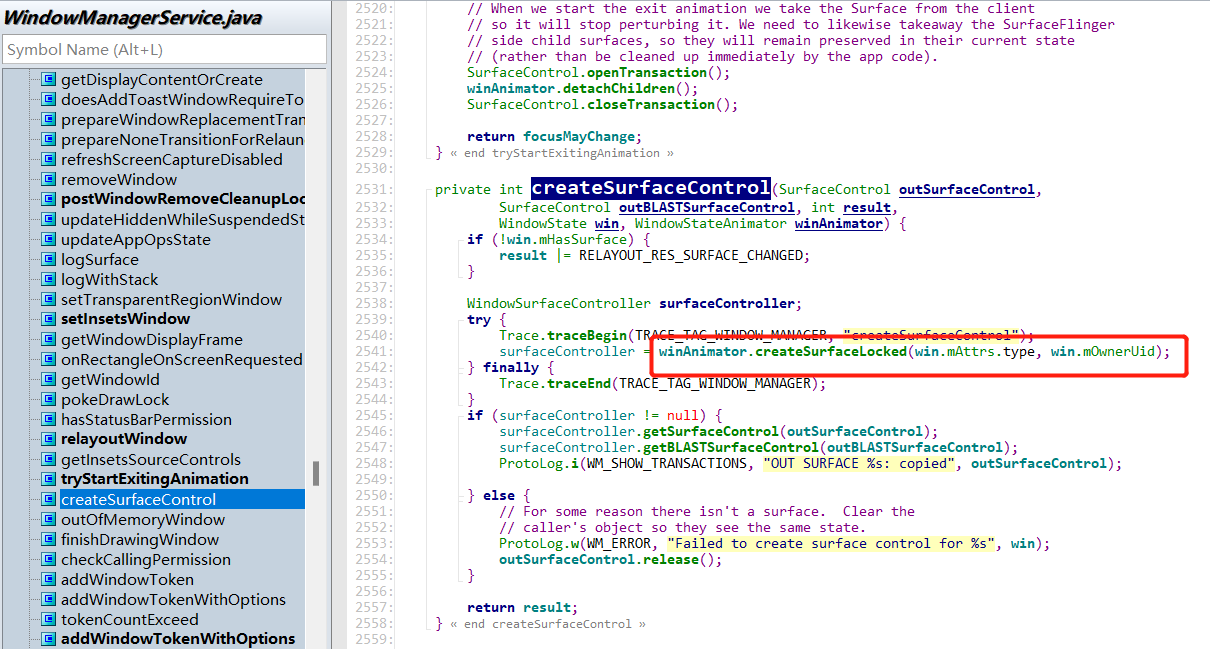 WindowManagerService.java
Symbol Name (Alt+L)
getDisplayContentOrCreate
doesAddToastWindowRequireTo
prepareWindowReplacementTran
prepareNoneTransitionForRelaun
refreshScreenCaptureDisabled
removeWindow
postWindowRemoveCleanupLoc
updateHiddenWhileSuspendedSt
updateAppOpsState
logSurface
logWithStack
setTransparentRegionWindow
setInsetsWindow
getWindowDisplayFrame
onRectangleOnScreenRequested
getWindowId
pokeDrawLock
hasStatusBarPermission
relayoutWindow
getInsetsSourceControls
tryStartExitingAnimation
createSurfaceControl
outOfMemoryWindow
finishDrawingWindow
checkCallingPermission
addWindowToken
addWindowTokenWithOptions
tokenCountExceed
addWindowTokenWithOptions
2520: // When we start the exit animation we take the Surface from the client
2521: // so it will stop perturbing it. We need to likewise takeaway the SurfaceFlinger
2522: // side child surfaces, so they will remain preserved in their current state
2523: // (rather than be cleaned up immediately by the app code).
2524: SurfaceControl.openTransaction();
2525: winAnimator.detachChildren();
2526: SurfaceControl.closeTransaction();
2527:
2528: return focusMayChange;
2529: } « end tryStartExitingAnimation »
2530:
2531: private int createSurfaceControl(SurfaceControl outSurfaceControl,
2532: SurfaceControl outBLASTSurfaceControl, int result,
2533: WindowState win, WindowStateAnimator winAnimator) {
2534: if (!win.mHasSurface) {
2535: result |= RELAYOUT_RES_SURFACE_CHANGED;
2536: }
2537:
2538: WindowSurfaceController surfaceController;
2539: try {
2540: Trace.traceBegin(TRACE_TAG_WINDOW_MANAGER, "createSurfaceControl");
2541: surfaceController = winAnimator.createSurfaceLocked(win.mAttrs.type, win.mOwnerUid);
2542: } finally {
2543: Trace.traceEnd(TRACE_TAG_WINDOW_MANAGER);
2544: }
2545: if (surfaceController != null) {
2546: surfaceController.getSurfaceControl(outSurfaceControl);
2547: surfaceController.getBLASTSurfaceControl(outBLASTSurfaceControl);
2548: ProtoLog.i(WM_SHOW_TRANSACTIONS, "OUT SURFACE %s: copied", outSurfaceControl);
2549:
2550: } else {
2551: // For some reason there isn't a surface.  Clear the
2552: // caller's object so they see the same state.
2553: ProtoLog.w(WM_ERROR, "Failed to create surface control for %s", win);
2554: outSurfaceControl.release();
2555: }
2556:
2557: return result;
2558: } « end createSurfaceControl »
2559: